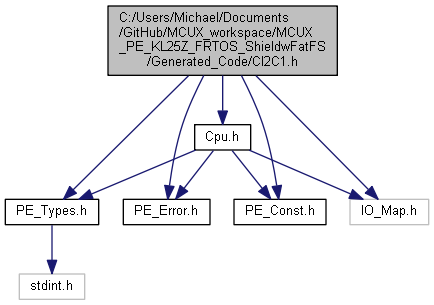 C:/Users/Michael/Documents
/GitHub/MCUX_workspace/MCUX
_PE_KL25Z_FRTOS_ShieldwFatFS
/Generated_Code/CI2C1.h
Cpu.h
PE_Types.h
PE_Error.h
PE_Const.h
IO_Map.h
stdint.h